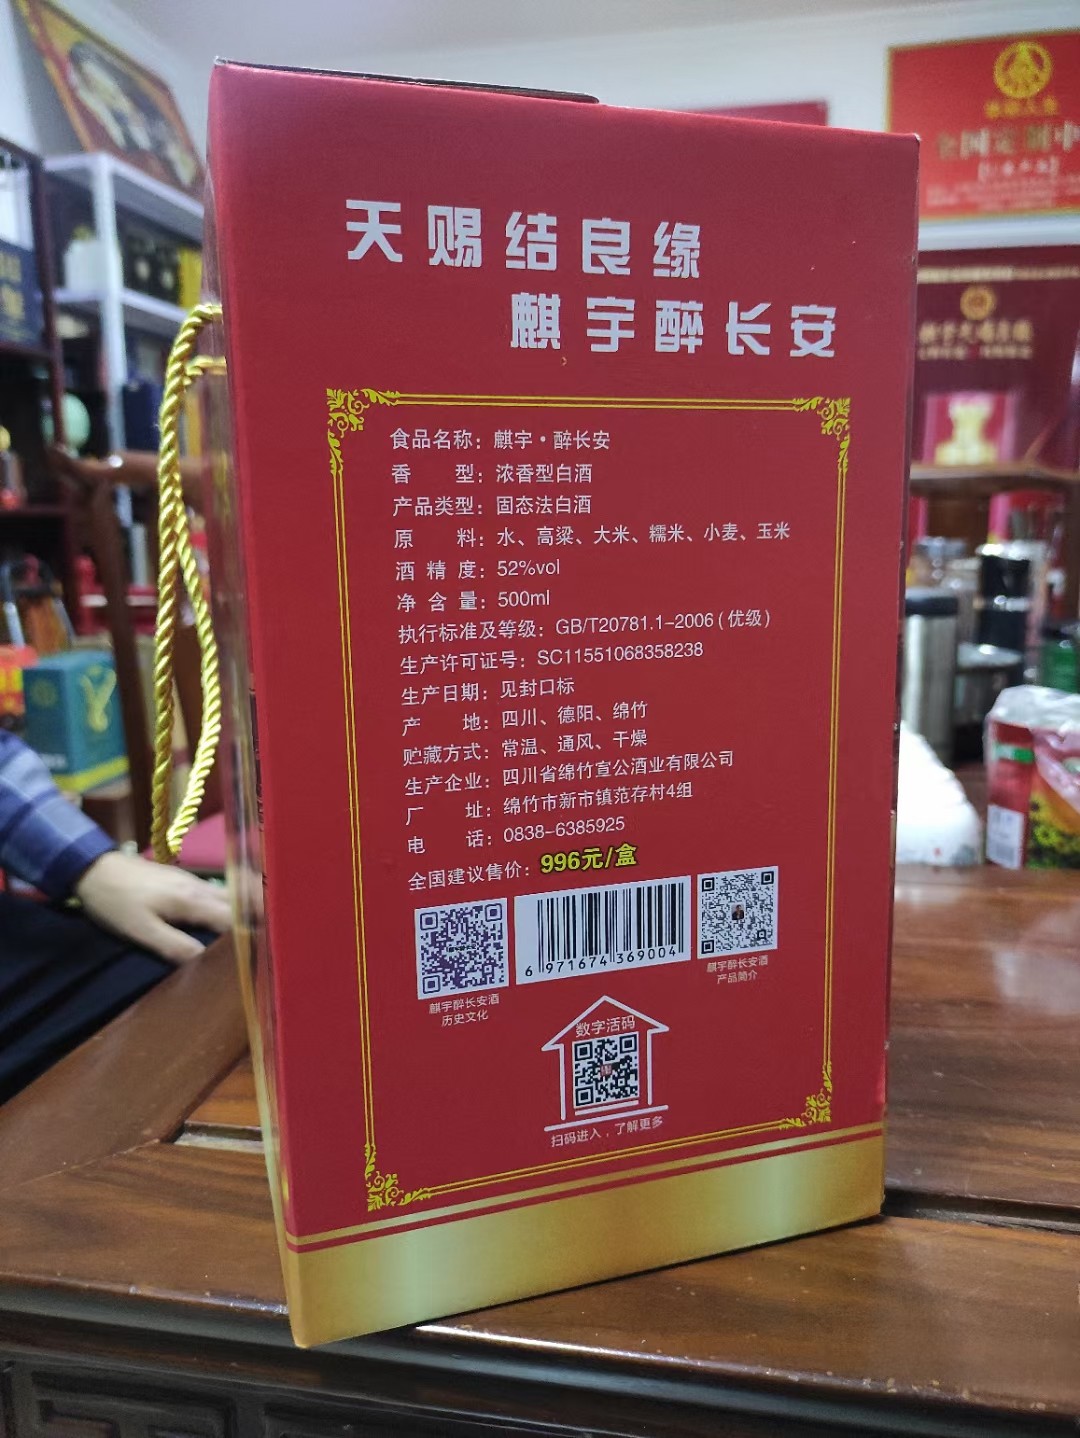 天赐结良缘
麒宇醉长安
食品名称：麒宇·醉长安
香 型：浓香型白酒
产品类型：固态法白酒
原 料：水、高粱、大米、糯米、小麦、玉米
酒 精 度：52%vol
净 含 量：500ml
执行标准及等级：GB/T20781.1-2006(优级)
生产许可证号：SC11551068358238
生产日期：见封口标
产 地：四川、德阳、绵竹
贮藏方式：常温、通风、干燥
生产企业：四川省绵竹宣公酒业有限公司
厂 址：绵竹市新市镇范存村4组
电 话：0838-6385925
全国建议售价：996元/盒
6 971674 369004
麒宇醉长安酒
历史文化
麒宇醉长安酒
产品简介
数字活码
扫码进入，了解更多
全国定制中